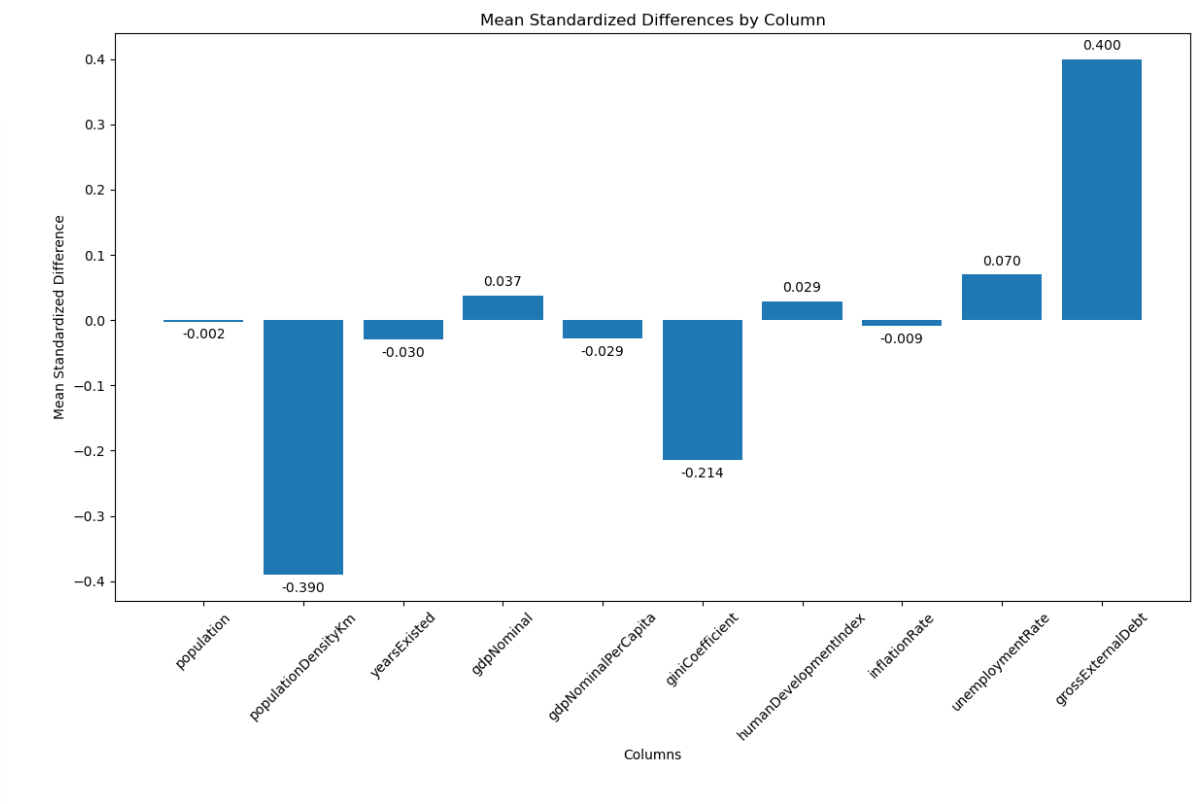 Mean Standardized Differences by Column
Mean Standardized Difference
0.4
0.3
0.2
0.1
0.0
−0.1
−0.2
−0.3
−0.4
-0.002
-0.390
-0.030
0.037
-0.029
-0.214
0.029
-0.009
0.070
0.400
population
populationDensityKm
yearsExisted
gdpNominal
gdpNominalPerCapita
giniCoefficient
humanDevelopmentIndex
inflationRate
unemploymentRate
grossExternalDebt
Columns